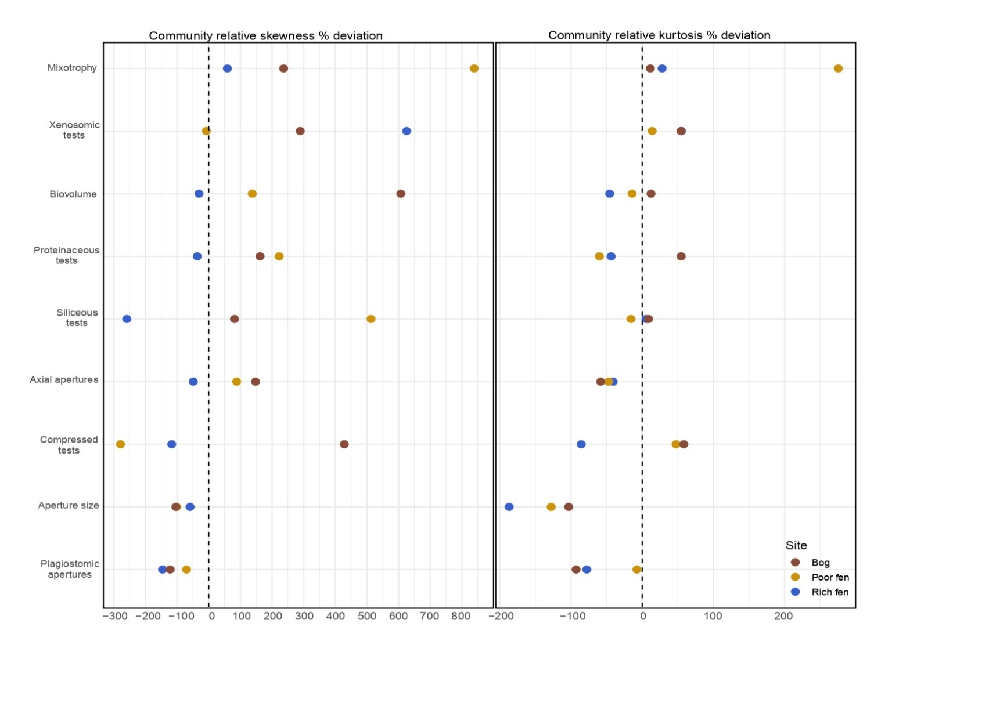 Community relative skewness % deviation
Community relative kurtosis % deviation
Mixotrophy
Xenosomic
tests
Biovolume
Proteinaceous
tests
Siliceous
tests
Axial apertures
Compressed
tests
Aperture size
Plagiostomic
apertures
Site
Bog
Poor fen
Rich fen
−300 −200 −100 0 100 200 300 400 500 600 700 800
−200 −100 0 100 200